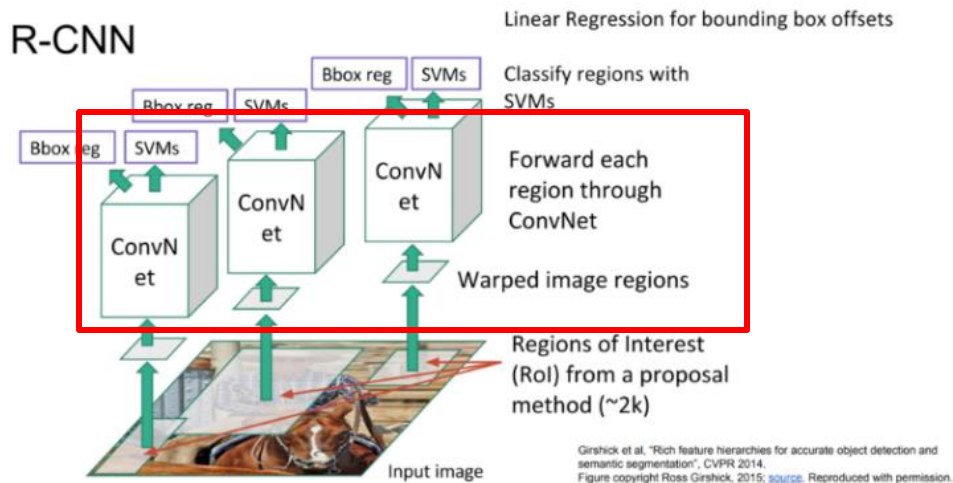 Linear Regression for bounding box offsets
R-CNN
Bbox reg
SVMs
Classify regions with
SVMs
Bbox reg
SVMs
Bbox reg
SVMs
Forward each
region through
ConvNet
ConvN
et
ConvN
et
ConvN
et
Warped image regions
Regions of Interest
(RoI) from a proposal
method (~2k)
Input image
Girshick et al, "Rich feature hierarchies for accurate object detection and
semantic segmentation", CVPR 2014.
Figure copyright Ross Girshick, 2015; source. Reproduced with permission.